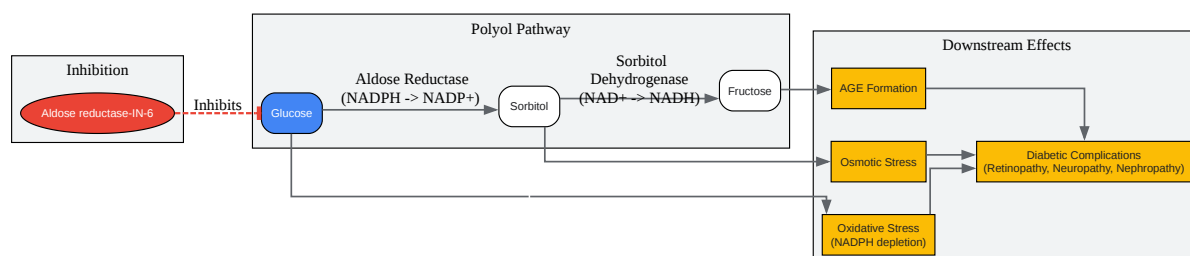 Inhibition
Aldose reductase-IN-6
Inhibits
Polyol Pathway
Glucose
Aldose Reductase
(NADPH -> NADP+)
Sorbitol
Sorbitol
Dehydrogenase
(NAD+ -> NADH)
Fructose
Downstream Effects
AGE Formation
Osmotic Stress
Oxidative Stress
(NADPH depletion)
Diabetic Complications
(Retinopathy, Neuropathy, Nephropathy)